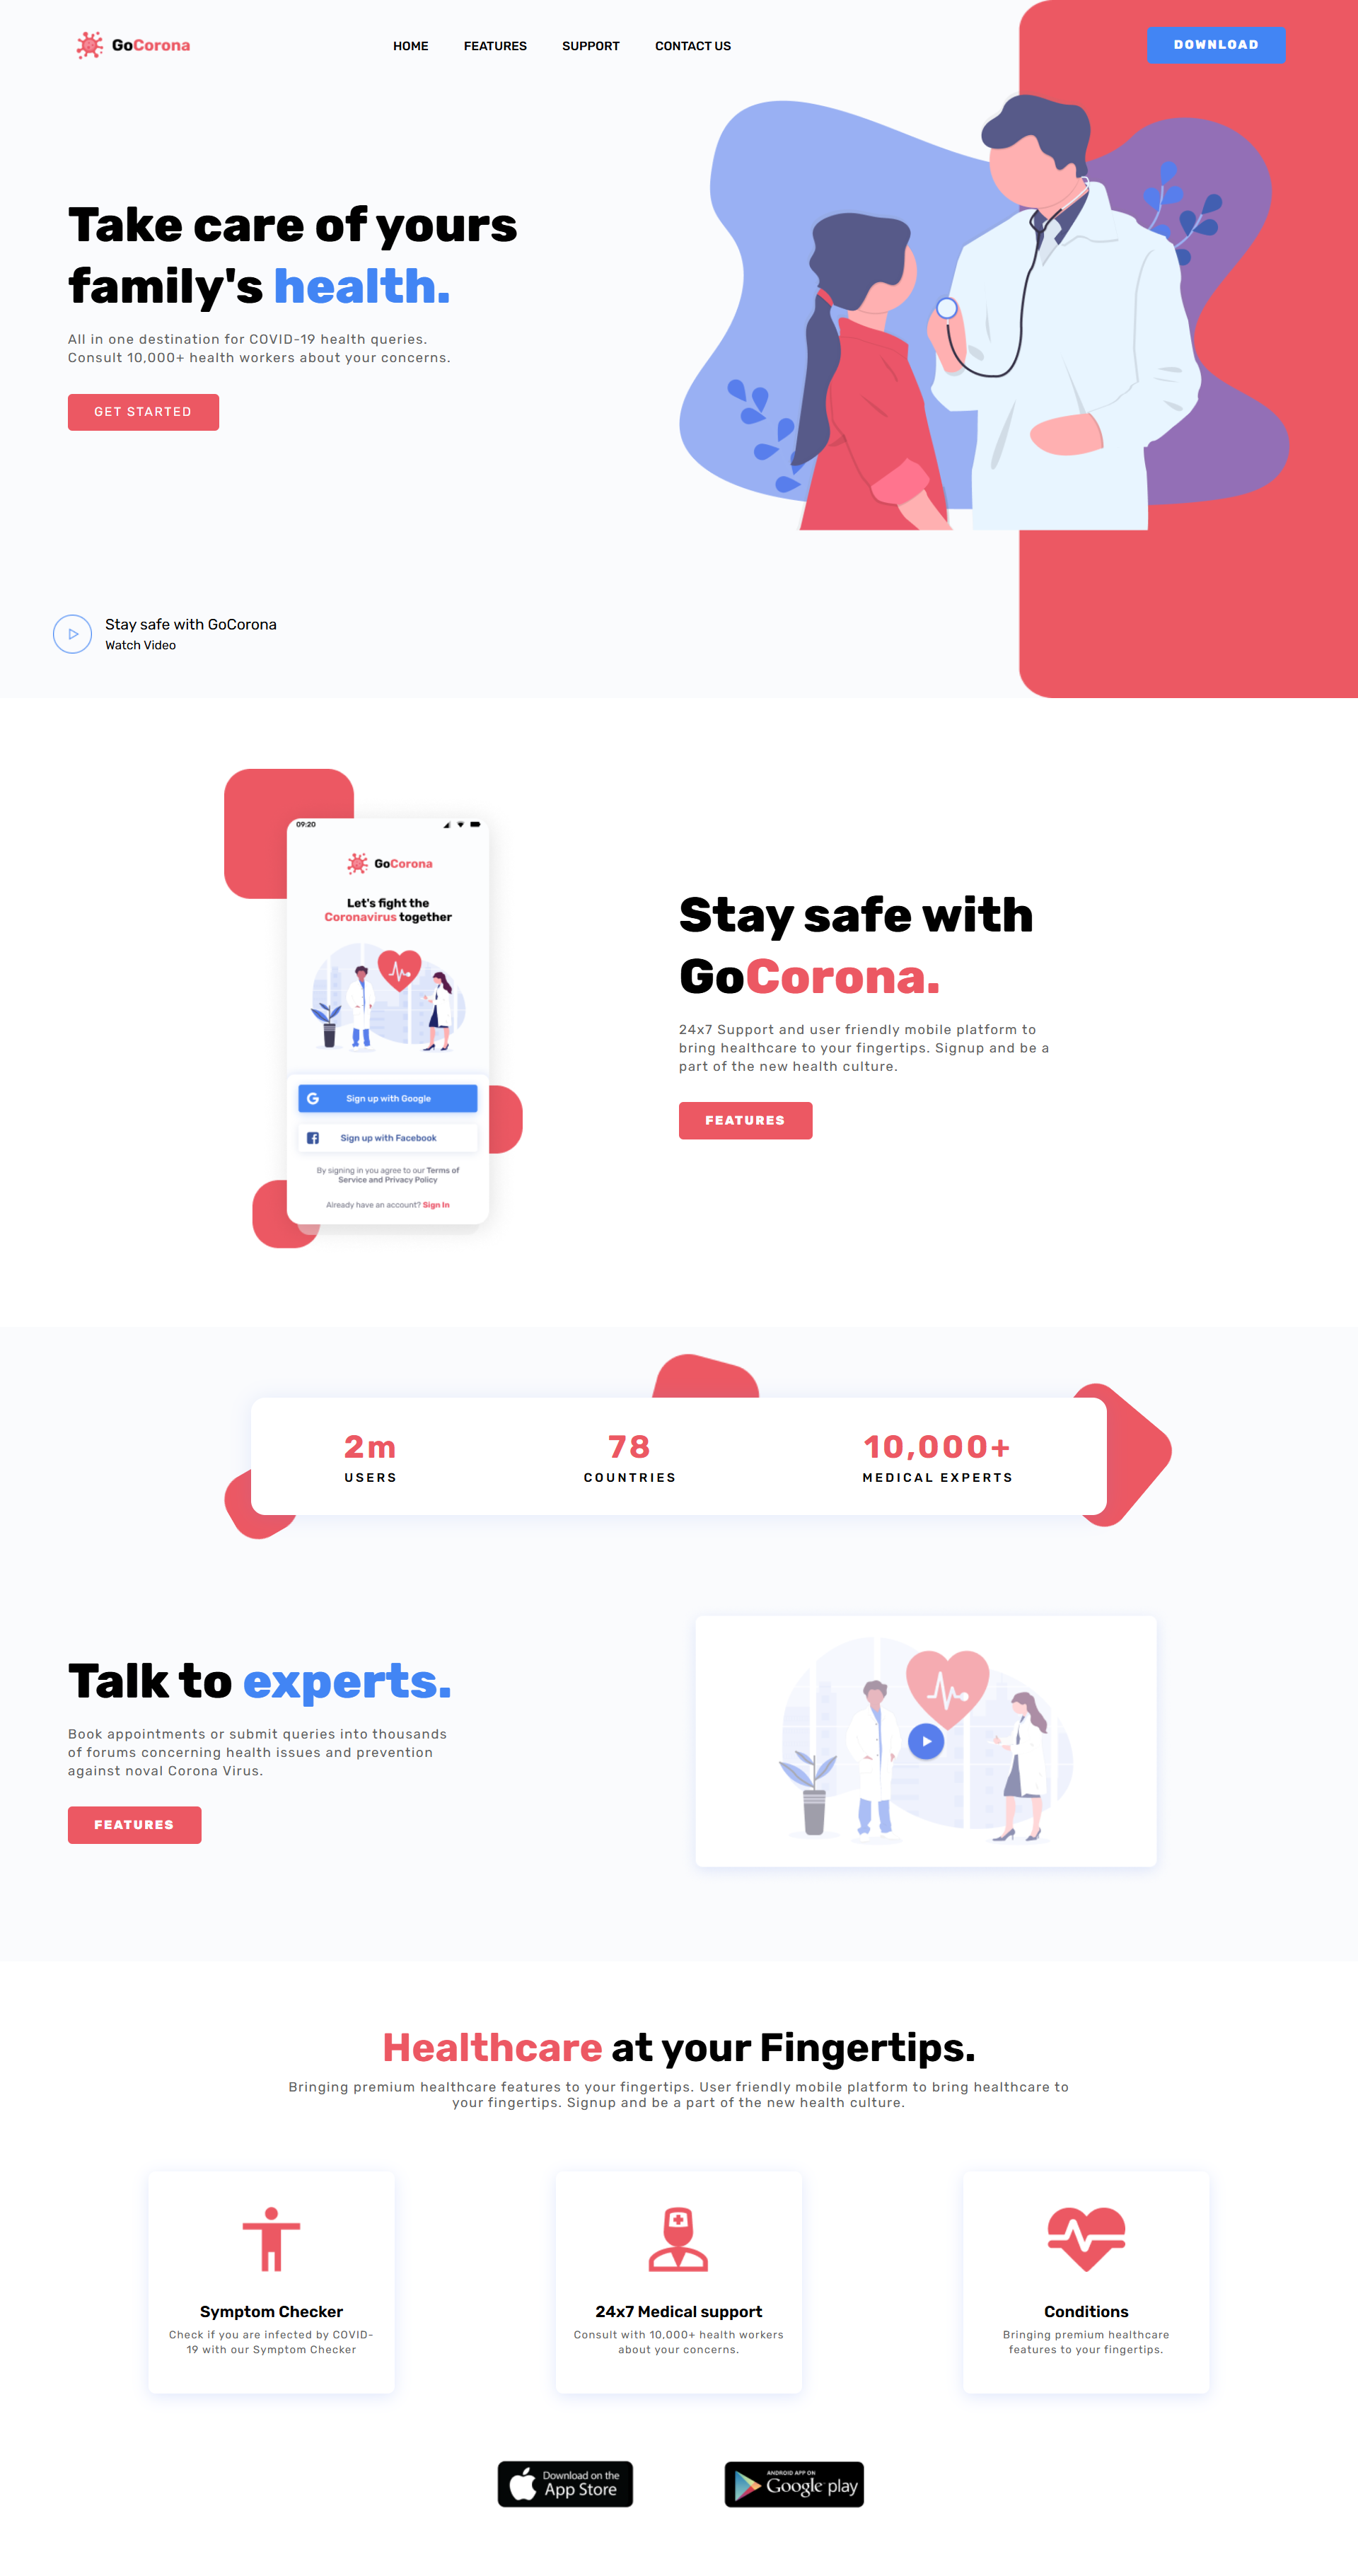 GoCorona
HOME FEATURES SUPPORT CONTACT US
DOWNLOAD
Take care of yours
family's health.
All in one destination for COVID-19 health queries.
Consult 10,000+ health workers about your concerns.
GET STARTED
Stay safe with GoCorona
Watch Video
09:20
GoCorona
Let's fight the
Coronavirus together
Sign up with Google
Sign up with Facebook
By signing in you agree to our Terms of
Service and Privacy Policy
Already have an account? Sign In
Stay safe with
GoCorona.
24x7 Support and user friendly mobile platform to
bring healthcare to your fingertips. Signup and be a
part of the new health culture.
FEATURES
2m
USERS
78
COUNTRIES
10,000+
MEDICAL EXPERTS
Talk to experts.
Book appointments or submit queries into thousands
of forums concerning health issues and prevention
against noval Corona Virus.
FEATURES
Healthcare at your Fingertips.
Bringing premium healthcare features to your fingertips. User friendly mobile platform to bring healthcare to
your fingertips. Signup and be a part of the new health culture.
Symptom Checker
Check if you are infected by COVID-
19 with our Symptom Checker
24x7 Medical support
Consult with 10,000+ health workers
about your concerns.
Conditions
Bringing premium healthcare
features to your fingertips.
Download on the
App Store
ANDROID APP ON
Google play